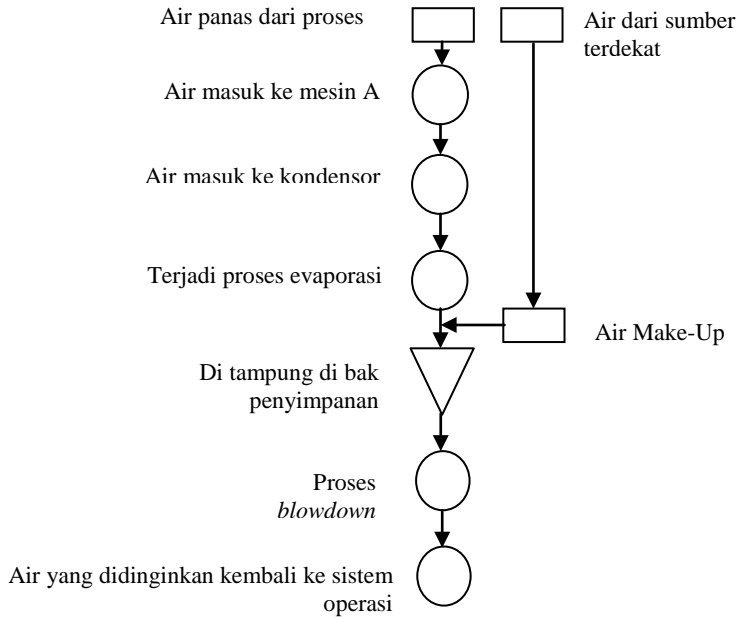 Air panas dari proses
Air dari sumber
terdekat
Air masuk ke mesin A
Air masuk ke kondensor
Terjadi proses evaporasi
Air Make-Up
Di tampung di bak
penyimpanan
Proses
blowdown
Air yang didinginkan kembali ke sistem
operasi